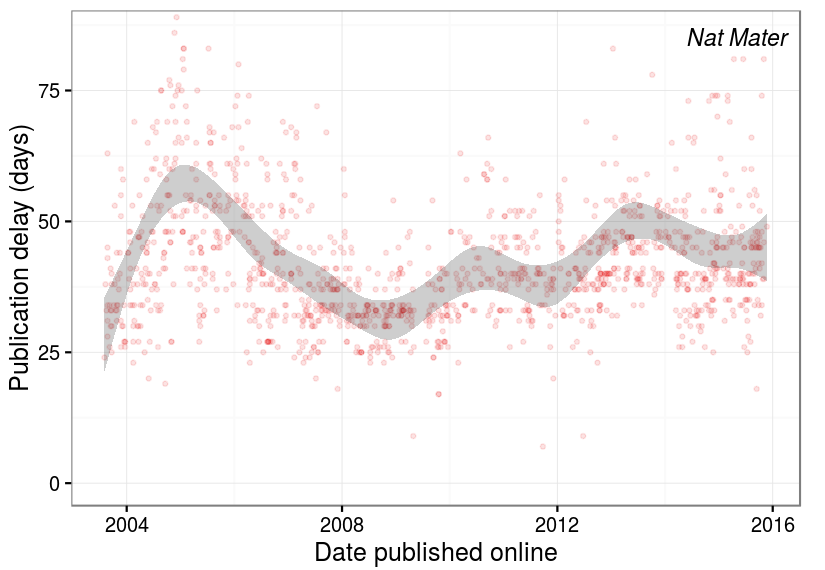 Nat Mater
Publication delay (days)
75
50
25
0
2004
2008
2012
2016
Date published online